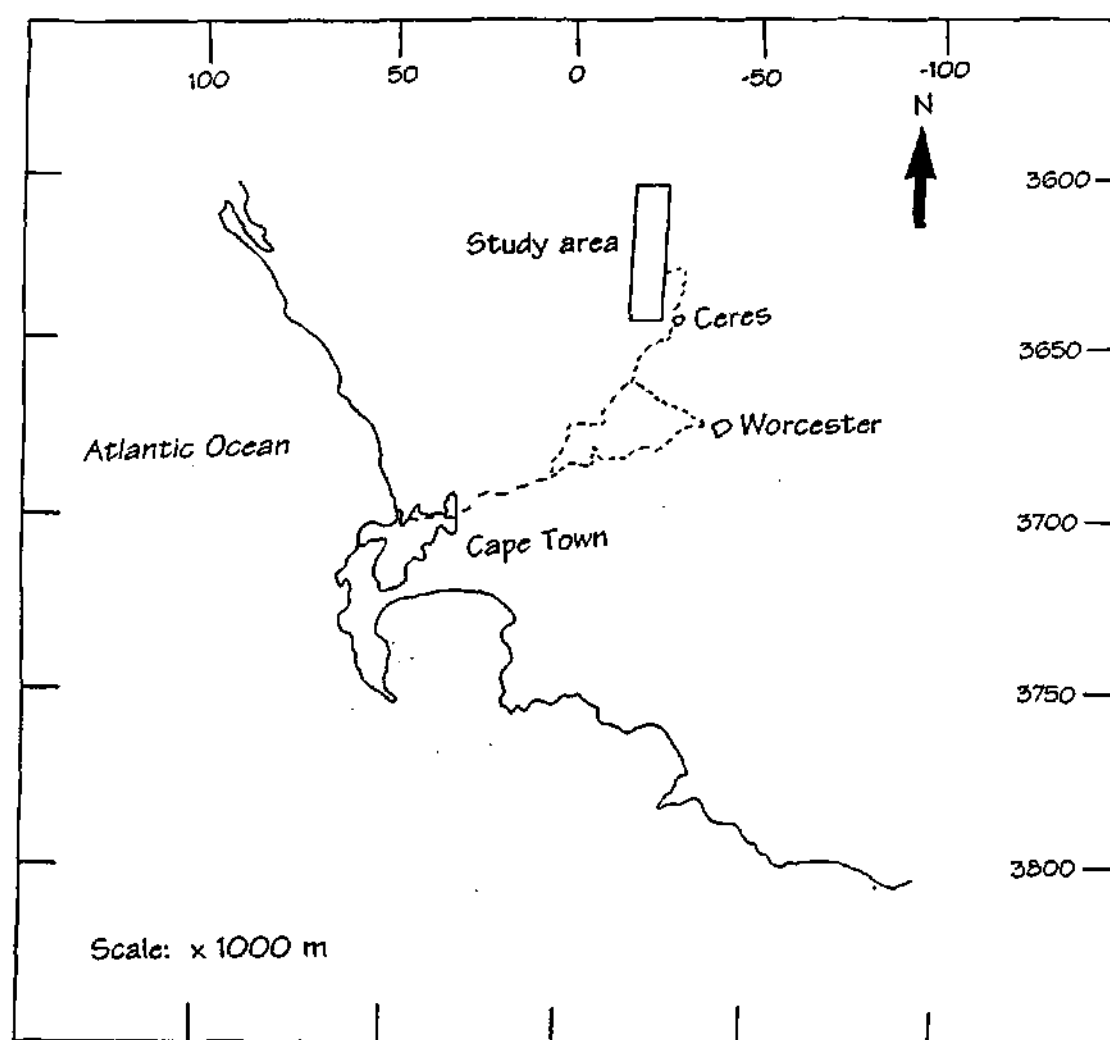 100 50 0 -50 -100
N
3600
Study area
Ceres
3650
Worcester
Atlantic Ocean
3700
Cape Town
3750
3800
Scale: x 1000 m